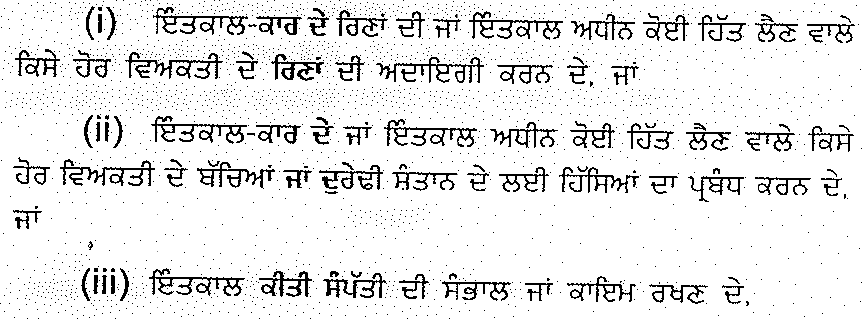 (i) ਇੰਤਕਾਲ-ਕਾਰ ਦੇ ਰਿਣਾਂ ਦੀ ਜਾਂ ਇੰਤਕਾਲ ਅਧੀਨ ਕੋਈ ਹਿੱਤ ਲੈਣ ਵਾਲੇ
ਕਿਸੇ ਹੋਰ ਵਿਅਕਤੀ ਦੇ ਰਿਣਾਂ ਦੀ ਅਦਾਇਗੀ ਕਰਨ ਦੇ, ਜਾਂ
(ii) ਇੰਤਕਾਲ-ਕਾਰ ਦੇ ਜਾਂ ਇੰਤਕਾਲ ਅਧੀਨ ਕੋਈ ਹਿੱਤ ਲੈਣ ਵਾਲੇ ਕਿਸੇ
ਹੋਰ ਵਿਅਕਤੀ ਦੇ ਬੱਚਿਆਂ ਜਾਂ ਦੁਰੇਢੀ ਸੰਤਾਨ ਦੇ ਲਈ ਹਿੱਸਿਆਂ ਦਾ ਪ੍ਰਬੰਧ ਕਰਨ ਦੇ,
ਜਾਂ
(iii) ਇੰਤਕਾਲ ਕੀਤੀ ਸੰਪੱਤੀ ਦੀ ਸੰਭਾਲ ਜਾਂ ਕਾਇਮ ਰਖਣ ਦੇ,